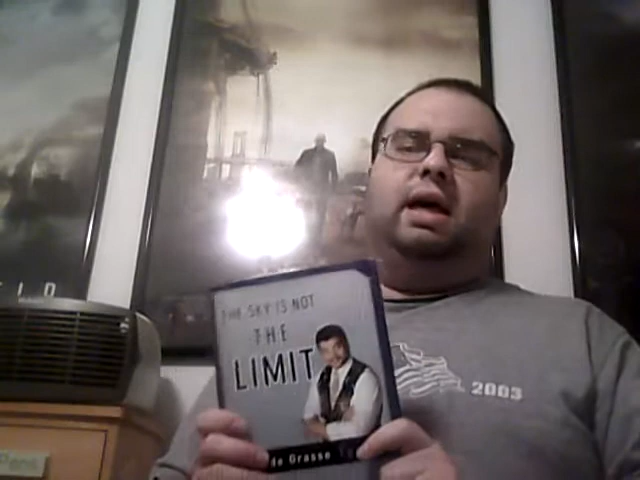 THE SKY IS NOT
THE
LIMIT
de Grasse
2003